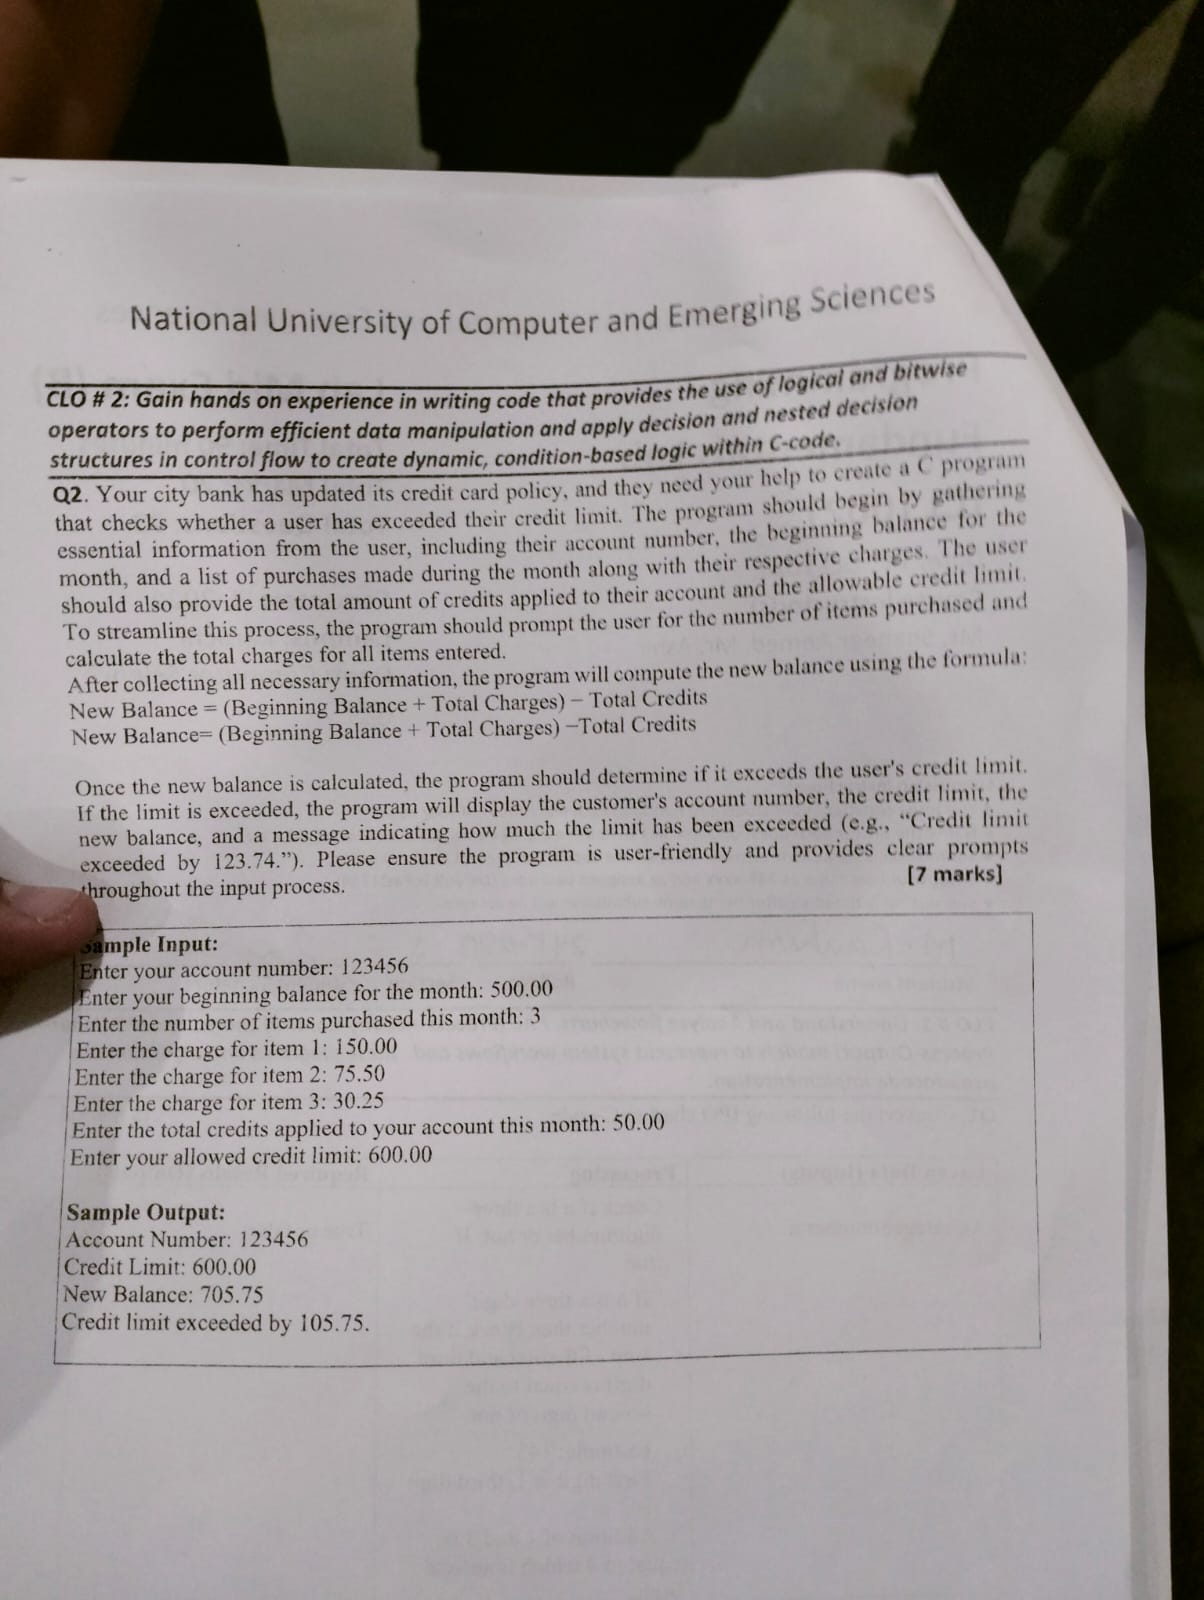 National University of Computer and Emerging Sciences
CLO # 2: Gain hands on experience in writing code that provides the use of logical and bitwise
operators to perform efficient data manipulation and apply decision and nested decision
structures in control flow to create dynamic, condition-based logic within C-code.
Q2. Your city bank has updated its credit card policy, and they need your help to create a C program
that checks whether a user has exceeded their credit limit. The program should begin by gathering
essential information from the user, including their account number, the beginning balance for the
month, and a list of purchases made during the month along with their respective charges. The user
should also provide the total amount of credits applied to their account and the allowable credit limit.
To streamline this process, the program should prompt the user for the number of items purchased and
calculate the total charges for all items entered.
After collecting all necessary information, the program will compute the new balance using the formula:
New Balance = (Beginning Balance + Total Charges) – Total Credits
New Balance= (Beginning Balance + Total Charges) –Total Credits
Once the new balance is calculated, the program should determine if it exceeds the user's credit limit.
If the limit is exceeded, the program will display the customer's account number, the credit limit, the
new balance, and a message indicating how much the limit has been exceeded (e.g., “Credit limit
exceeded by 123.74.”). Please ensure the program is user-friendly and provides clear prompts
throughout the input process. [7 marks]
Sample Input:
Enter your account number: 123456
Enter your beginning balance for the month: 500.00
Enter the number of items purchased this month: 3
Enter the charge for item 1: 150.00
Enter the charge for item 2: 75.50
Enter the charge for item 3: 30.25
Enter the total credits applied to your account this month: 50.00
Enter your allowed credit limit: 600.00
Sample Output:
Account Number: 123456
Credit Limit: 600.00
New Balance: 705.75
Credit limit exceeded by 105.75.